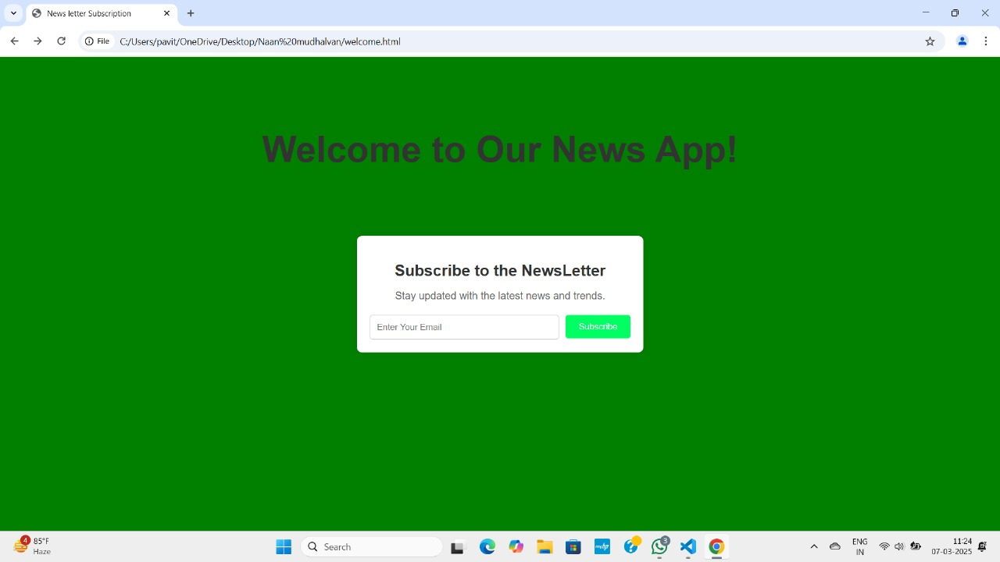 News letter Subscription
File C:/Users/pavit/OneDrive/Desktop/Naan%20mudhalvan/welcome.html
Welcome to Our News App!
Subscribe to the NewsLetter
Stay updated with the latest news and trends.
Enter Your Email Subscribe
4 85°F
Haze
Search
myhp
3
ENG
IN
11:24
07-03-2025